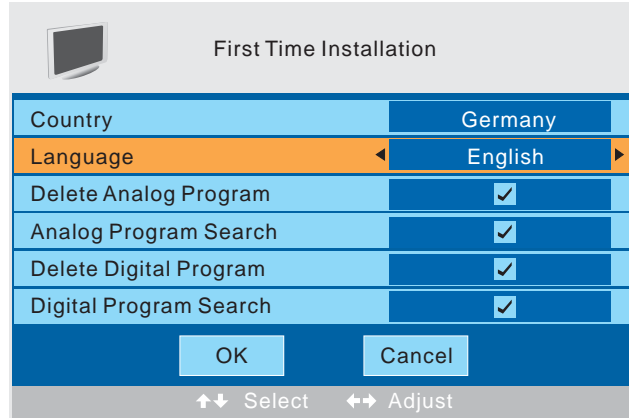 First Time Installation
Country Germany
Language English
Delete Analog Program
Analog Program Search
Delete Digital Program
Digital Program Search
OK Cancel
Select Adjust